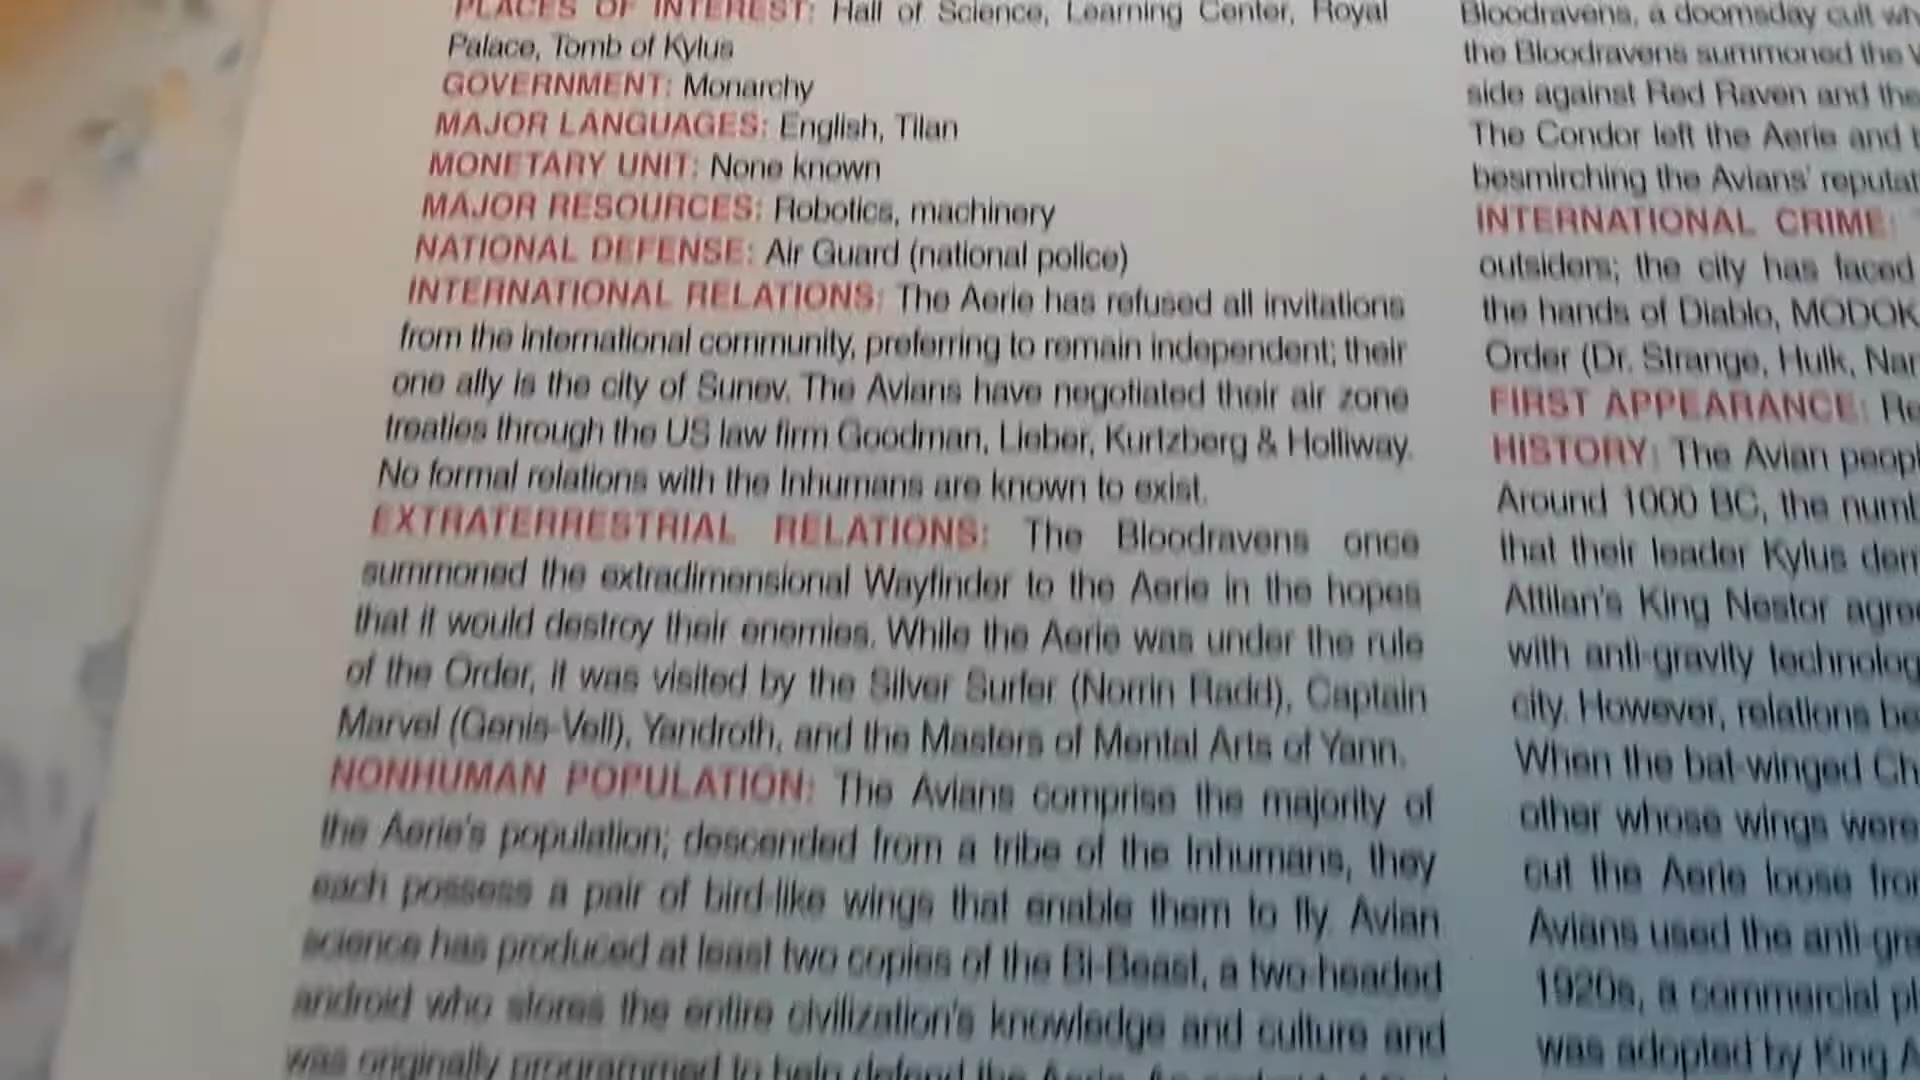 PLACES OF INTEREST: Hall of Science, Learning Center, Royal
Palace, Tomb of Kylus
GOVERNMENT: Monarchy
MAJOR LANGUAGES: English, Tilan
MONETARY UNIT: None known
MAJOR RESOURCES: Robotics, machinery
NATIONAL DEFENSE: Air Guard (national police)
INTERNATIONAL RELATIONS: The Aerie has refused all invitations
from the international community, preferring to remain independent; their
one ally is the city of Sunev. The Avians have negotiated their air zone
treaties through the US law firm Goodman, Lieber, Kurtzberg & Holliway.
No formal relations with the Inhumans are known to exist.
EXTRATERRESTRIAL RELATIONS: The Bloodravens once
summoned the extradimensional Wayfinder to the Aerie in the hopes
that it would destroy their enemies. While the Aerie was under the rule
of the Order, it was visited by the Silver Surfer (Norrin Radd), Captain
Marvel (Genis-Vell), Yandroth, and the Masters of Mental Arts of Yann.
NONHUMAN POPULATION: The Avians comprise the majority of
the Aerie's population; descended from a tribe of the Inhumans, they
each possess a pair of bird-like wings that enable them to fly. Avian
science has produced at least two copies of the Bi-Beast, a two-headed
android who stores the entire civilization's knowledge and culture and
was originally programmed to help defend the Aerie.
Bloodravens, a doomsday cult
the Bloodravens summoned the
side against Red Raven and the
The Condor left the Aerie and
besmirching the Avians'
INTERNATIONAL CRIME:
outsiders; the city has faced
the hands of Diablo, MODOK
Order (Dr. Strange, Hulk,
FIRST APPEARANCE:
HISTORY: The Avian
Around 1000 BC, the
that their leader Kylus
Attilan's King Nestor
with anti-gravity
city. However, relations
When the bat-winged
other whose wings were
cut the Aerie loose
Avians used the
1920s, a commercial
was adopted by King